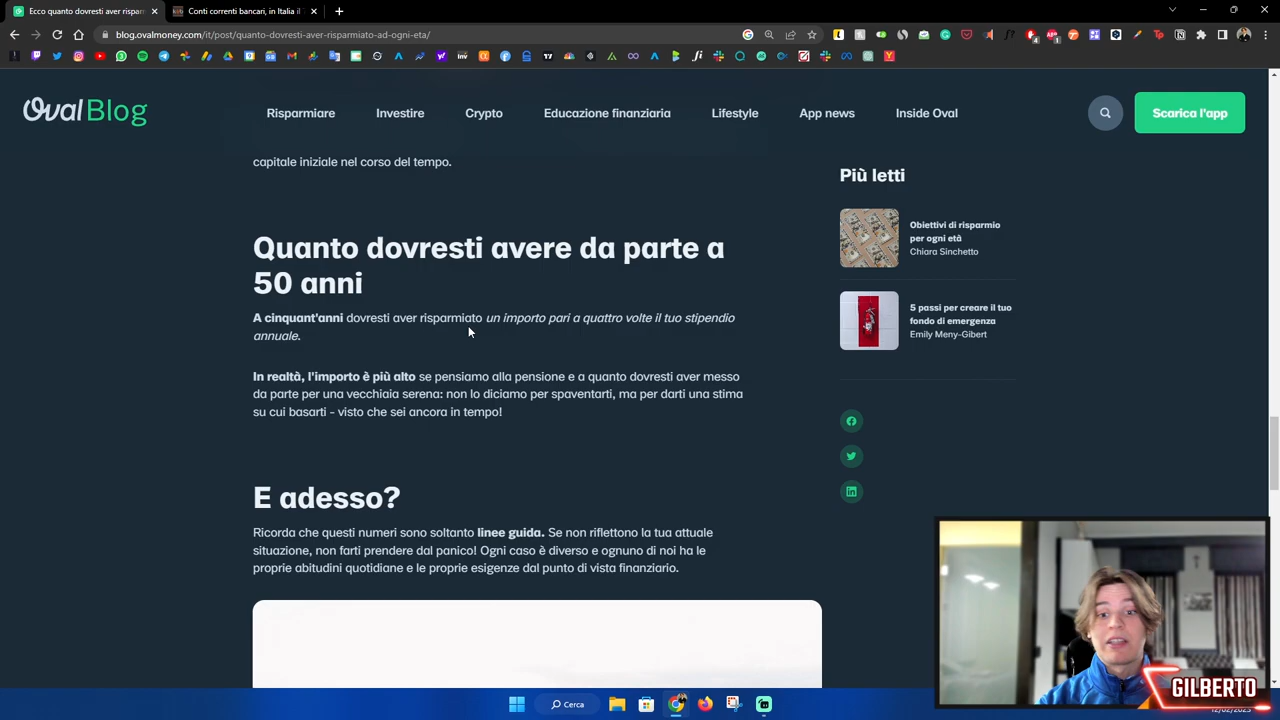 Ecco quanto dovresti aver rispar
Conti correnti bancari, in Italia il
blog.ovalmoney.com/it/post/quanto-dovresti-aver-risparmiato-ad-ogni-eta/
Oval Blog
Risparmiare
Investire
Crypto
Educazione finanziaria
Lifestyle
App news
Inside Oval
Scarica l'app
capitale iniziale nel corso del tempo.
Quanto dovresti avere da parte a
50 anni
A cinquant'anni dovresti aver risparmiato un importo pari a quattro volte il tuo stipendio
annuale.
In realtà, l'importo è più alto se pensiamo alla pensione e a quanto dovresti aver messo
da parte per una vecchiaia serena: non lo diciamo per spaventarti, ma per darti una stima
su cui basarti - visto che sei ancora in tempo!
E adesso?
Ricorda che questi numeri sono soltanto linee guida. Se non riflettono la tua attuale
situazione, non farti prendere dal panico! Ogni caso è diverso e ognuno di noi ha le
proprie abitudini quotidiane e le proprie esigenze dal punto di vista finanziario.
Più letti
Obiettivi di risparmio
per ogni età
Chiara Sinchetto
5 passi per creare il tuo
fondo di emergenza
Emily Meny-Gibert
GILBERTO
Cerca
12/02/2023